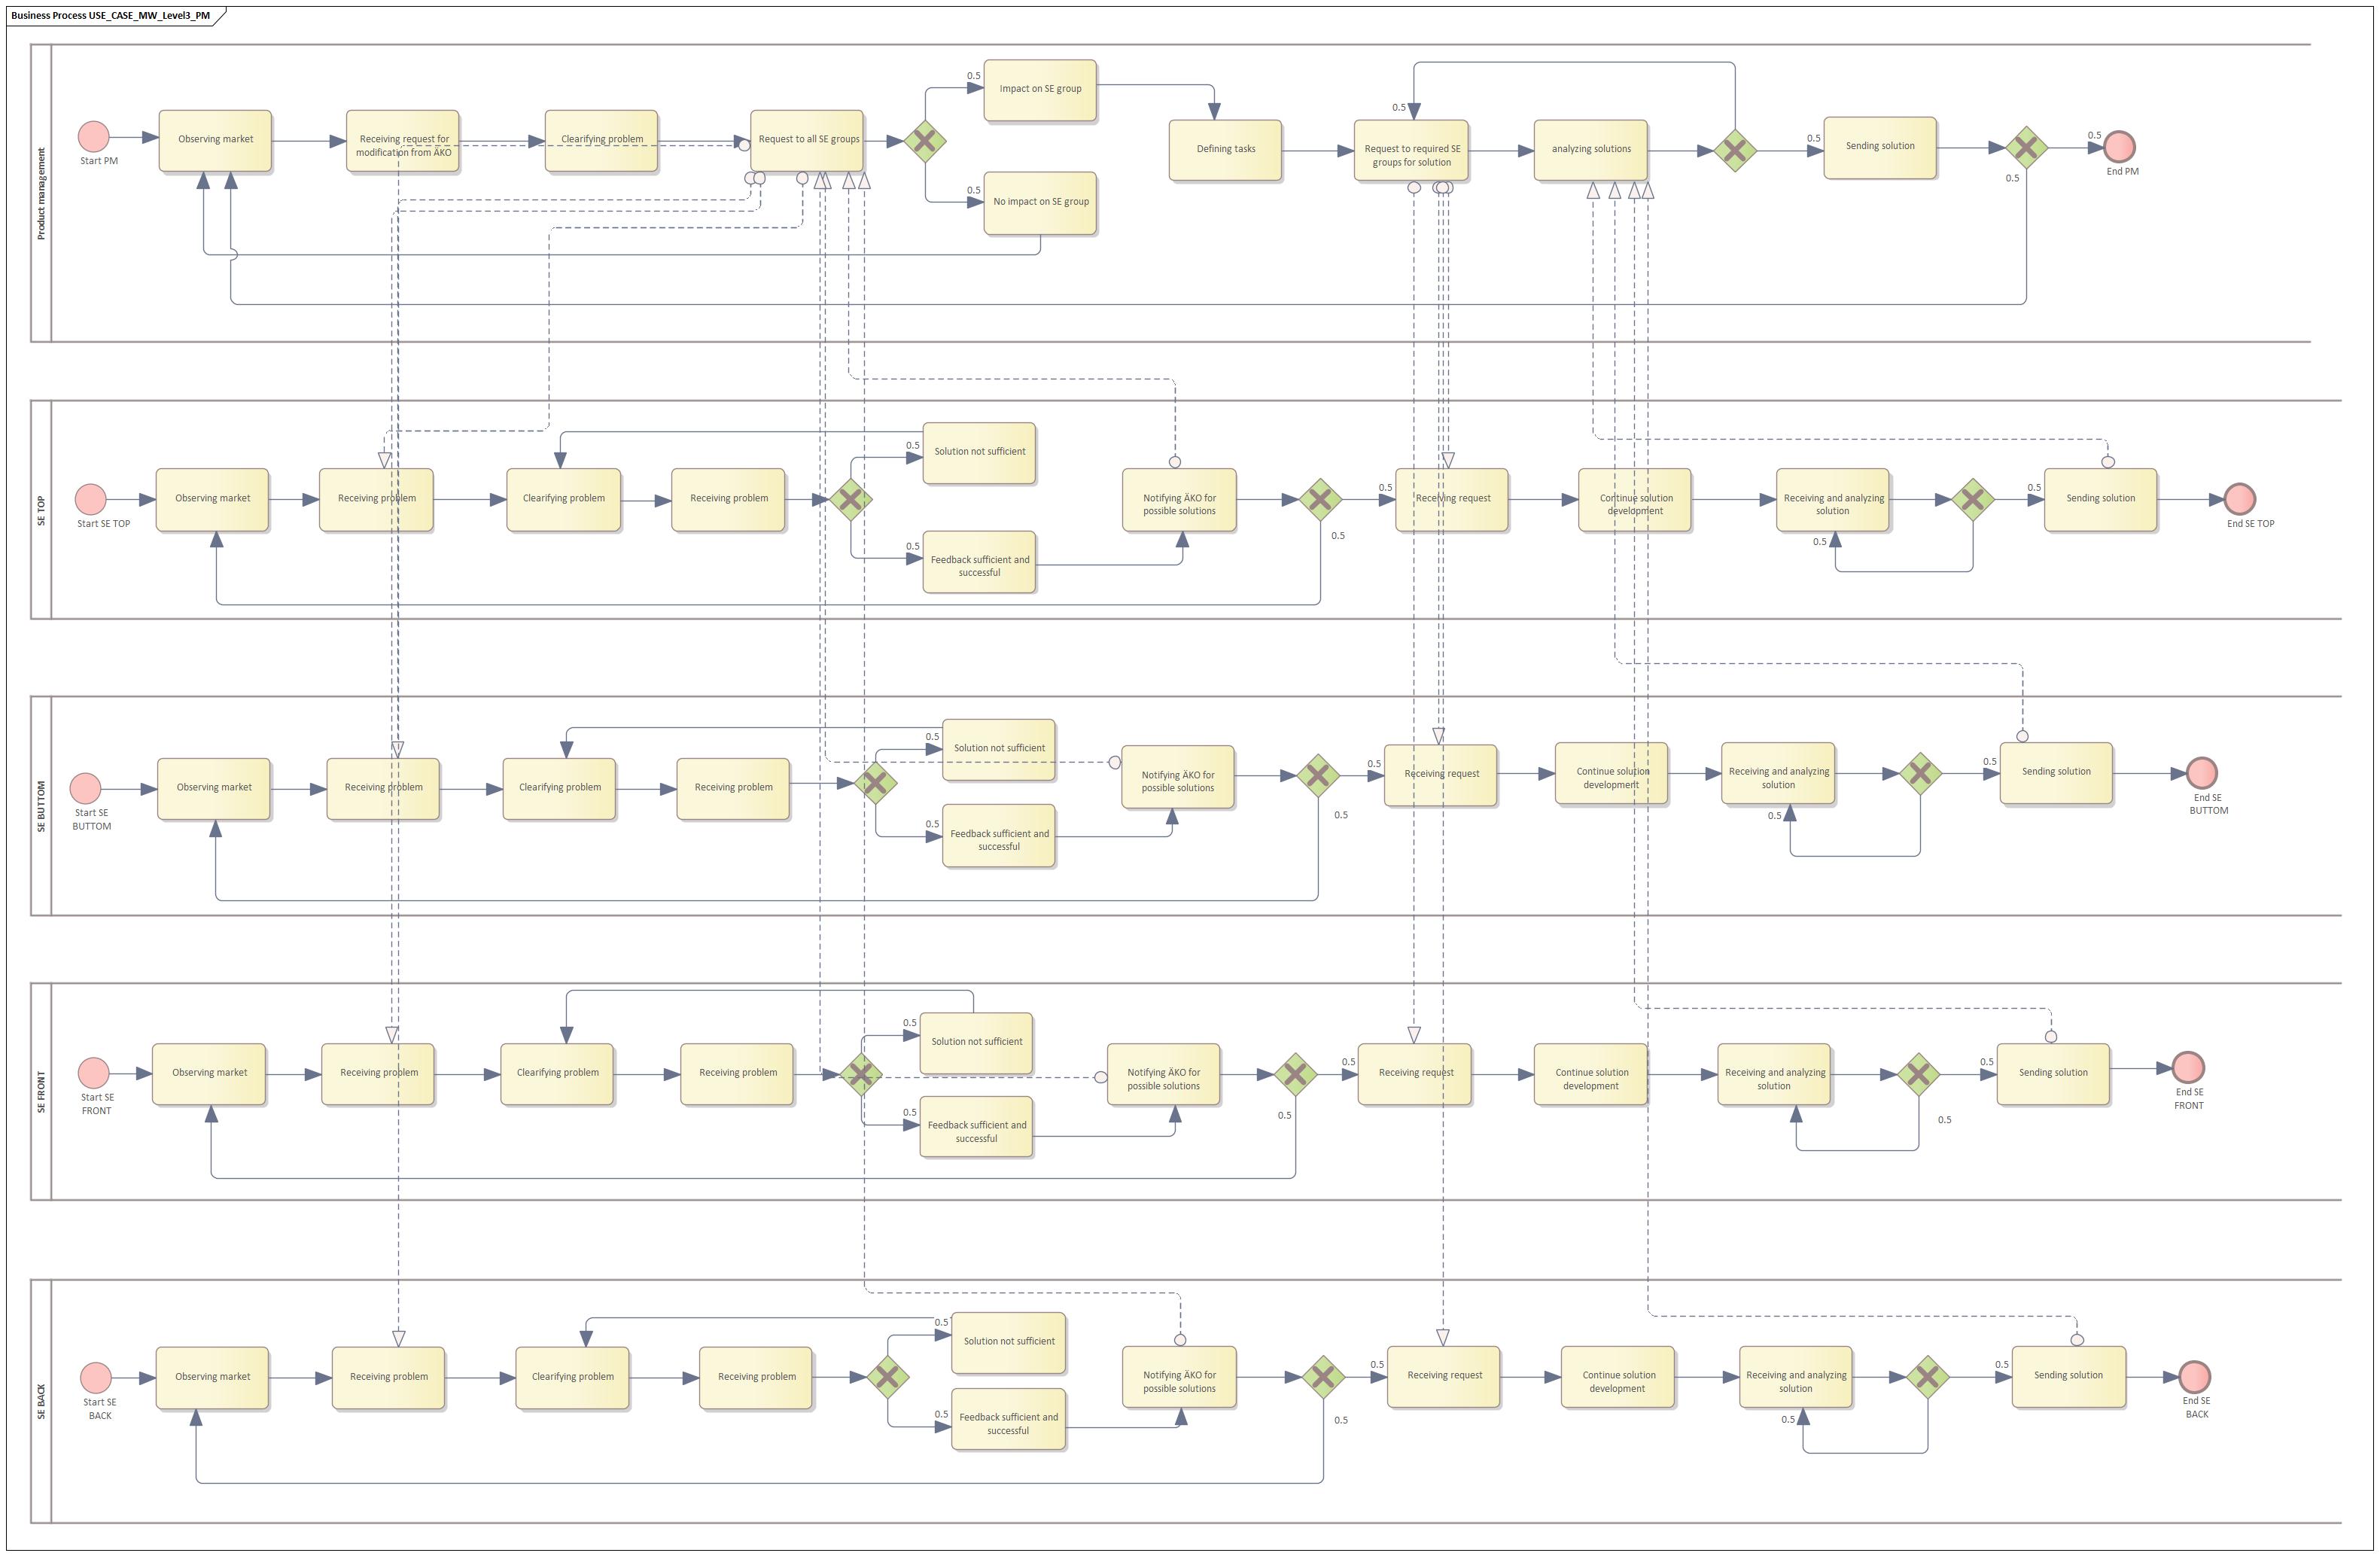 Business Process USE_CASE_MW_Level3_PM
Product management
Start PM
Observing market
Receiving request for
modification from ÄKO
Clearifying problem
Request to all SE groups
0.5
Impact on SE group
0.5
No impact on SE group
Defining tasks
0.5
Request to required SE
groups for solution
analyzing solutions
0.5
Sending solution
0.5
0.5
End PM
SE TOP
Start SE TOP
Observing market
Receiving problem
Clearifying problem
Receiving problem
0.5
Solution not sufficient
0.5
Feedback sufficient and
successful
Notifying ÄKO for
possible solutions
0.5
0.5
Receiving request
Continue solution
development
Receiving and analyzing
solution
0.5
0.5
Sending solution
End SE TOP
SE BUTTOM
Start SE
BUTTOM
Observing market
Receiving problem
Clearifying problem
Receiving problem
0.5
Solution not sufficient
0.5
Feedback sufficient and
successful
Notifying ÄKO for
possible solutions
0.5
0.5
Receiving request
Continue solution
development
Receiving and analyzing
solution
0.5
0.5
Sending solution
End SE
BUTTOM
SE FRONT
Start SE
FRONT
Observing market
Receiving problem
Clearifying problem
Receiving problem
0.5
Solution not sufficient
0.5
Feedback sufficient and
successful
Notifying ÄKO for
possible solutions
0.5
0.5
Receiving request
Continue solution
development
Receiving and analyzing
solution
0.5
0.5
Sending solution
End SE
FRONT
SE BACK
Start SE
BACK
Observing market
Receiving problem
Clearifying problem
Receiving problem
0.5
Solution not sufficient
0.5
Feedback sufficient and
successful
Notifying ÄKO for
possible solutions
0.5
0.5
Receiving request
Continue solution
development
Receiving and analyzing
solution
0.5
0.5
Sending solution
End SE
BACK